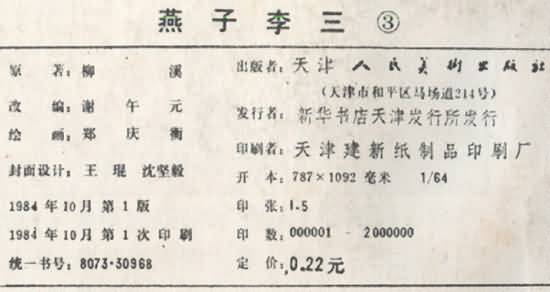 燕子李三 ③
原著：柳溪
改编：谢午元
绘画：郑庆衡
封面设计：王琨 沈坚毅
1984年10月第1版
1984年10月第1次印刷
统一书号：8073·30968
出版者：天津人民美术出版社
（天津市和平区马场道214号）
发行者：新华书店天津发行所发行
印刷者：天津建新纸制品印刷厂
开本：787×1092毫米 1/64
印张：1.5
印数：000001 - 2000000
定价：0.22元